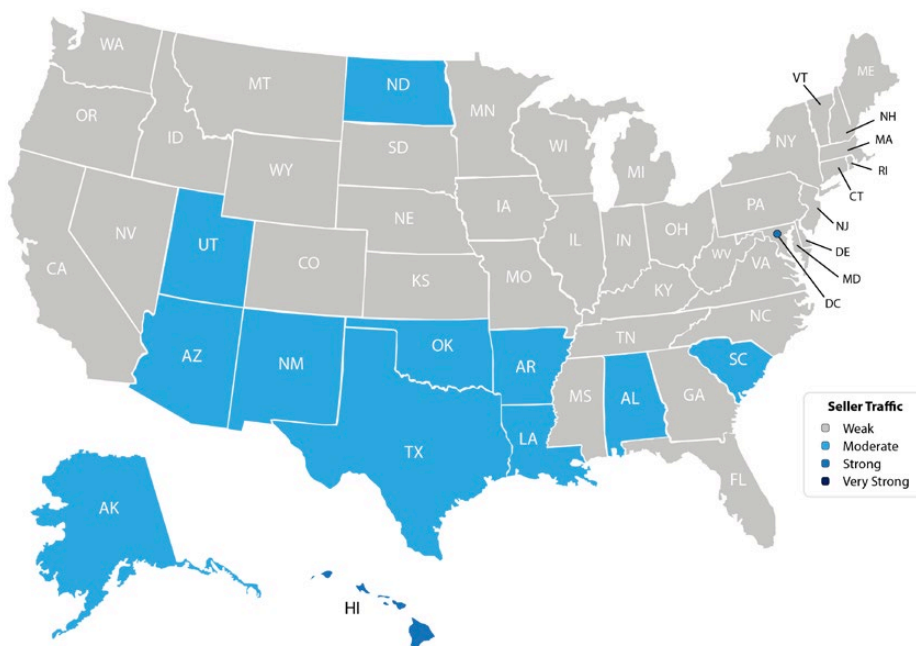 WA
MT
ND
MN
ME
VT
NH
OR
ID
SD
WI
NY
MA
WY
MI
RI
CT
NE
IA
PA
NJ
NV
UT
IL
IN
OH
DE
CA
CO
WV
VA
MD
KS
MO
KY
DC
NC
TN
AZ
NM
OK
AR
SC
MS
AL
GA
TX
LA
FL
AK
HI
Seller Traffic
Weak
Moderate
Strong
Very Strong